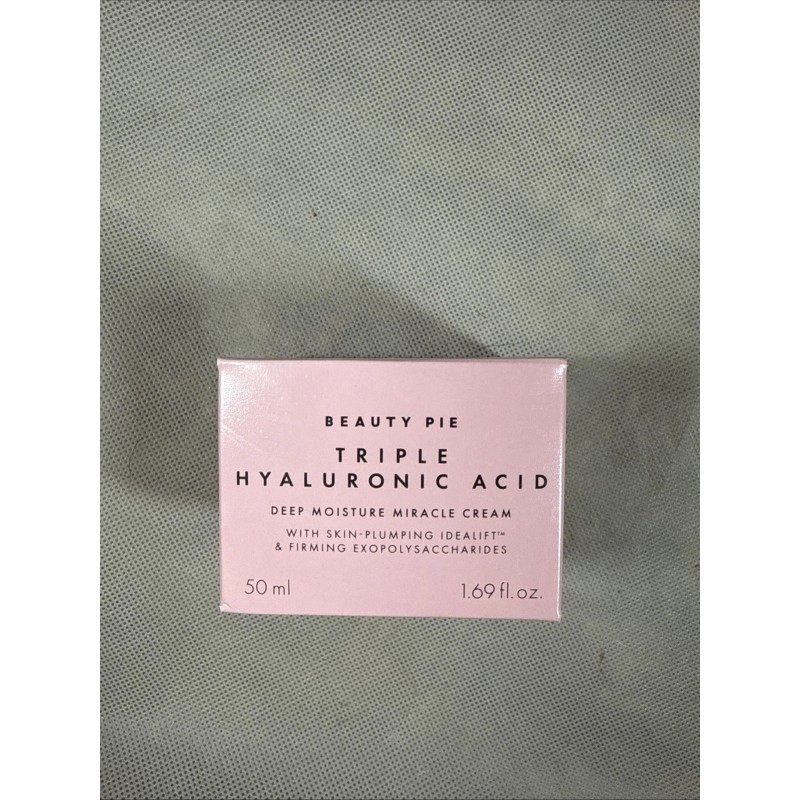 BEAUTY PIE
TRIPLE
HYALURONIC ACID
DEEP MOISTURE MIRACLE CREAM
WITH SKIN-PLUMPING IDEALIFT™
& FIRMING EXOPOLYSACCHARIDES
50 ml 1.69 fl. oz.